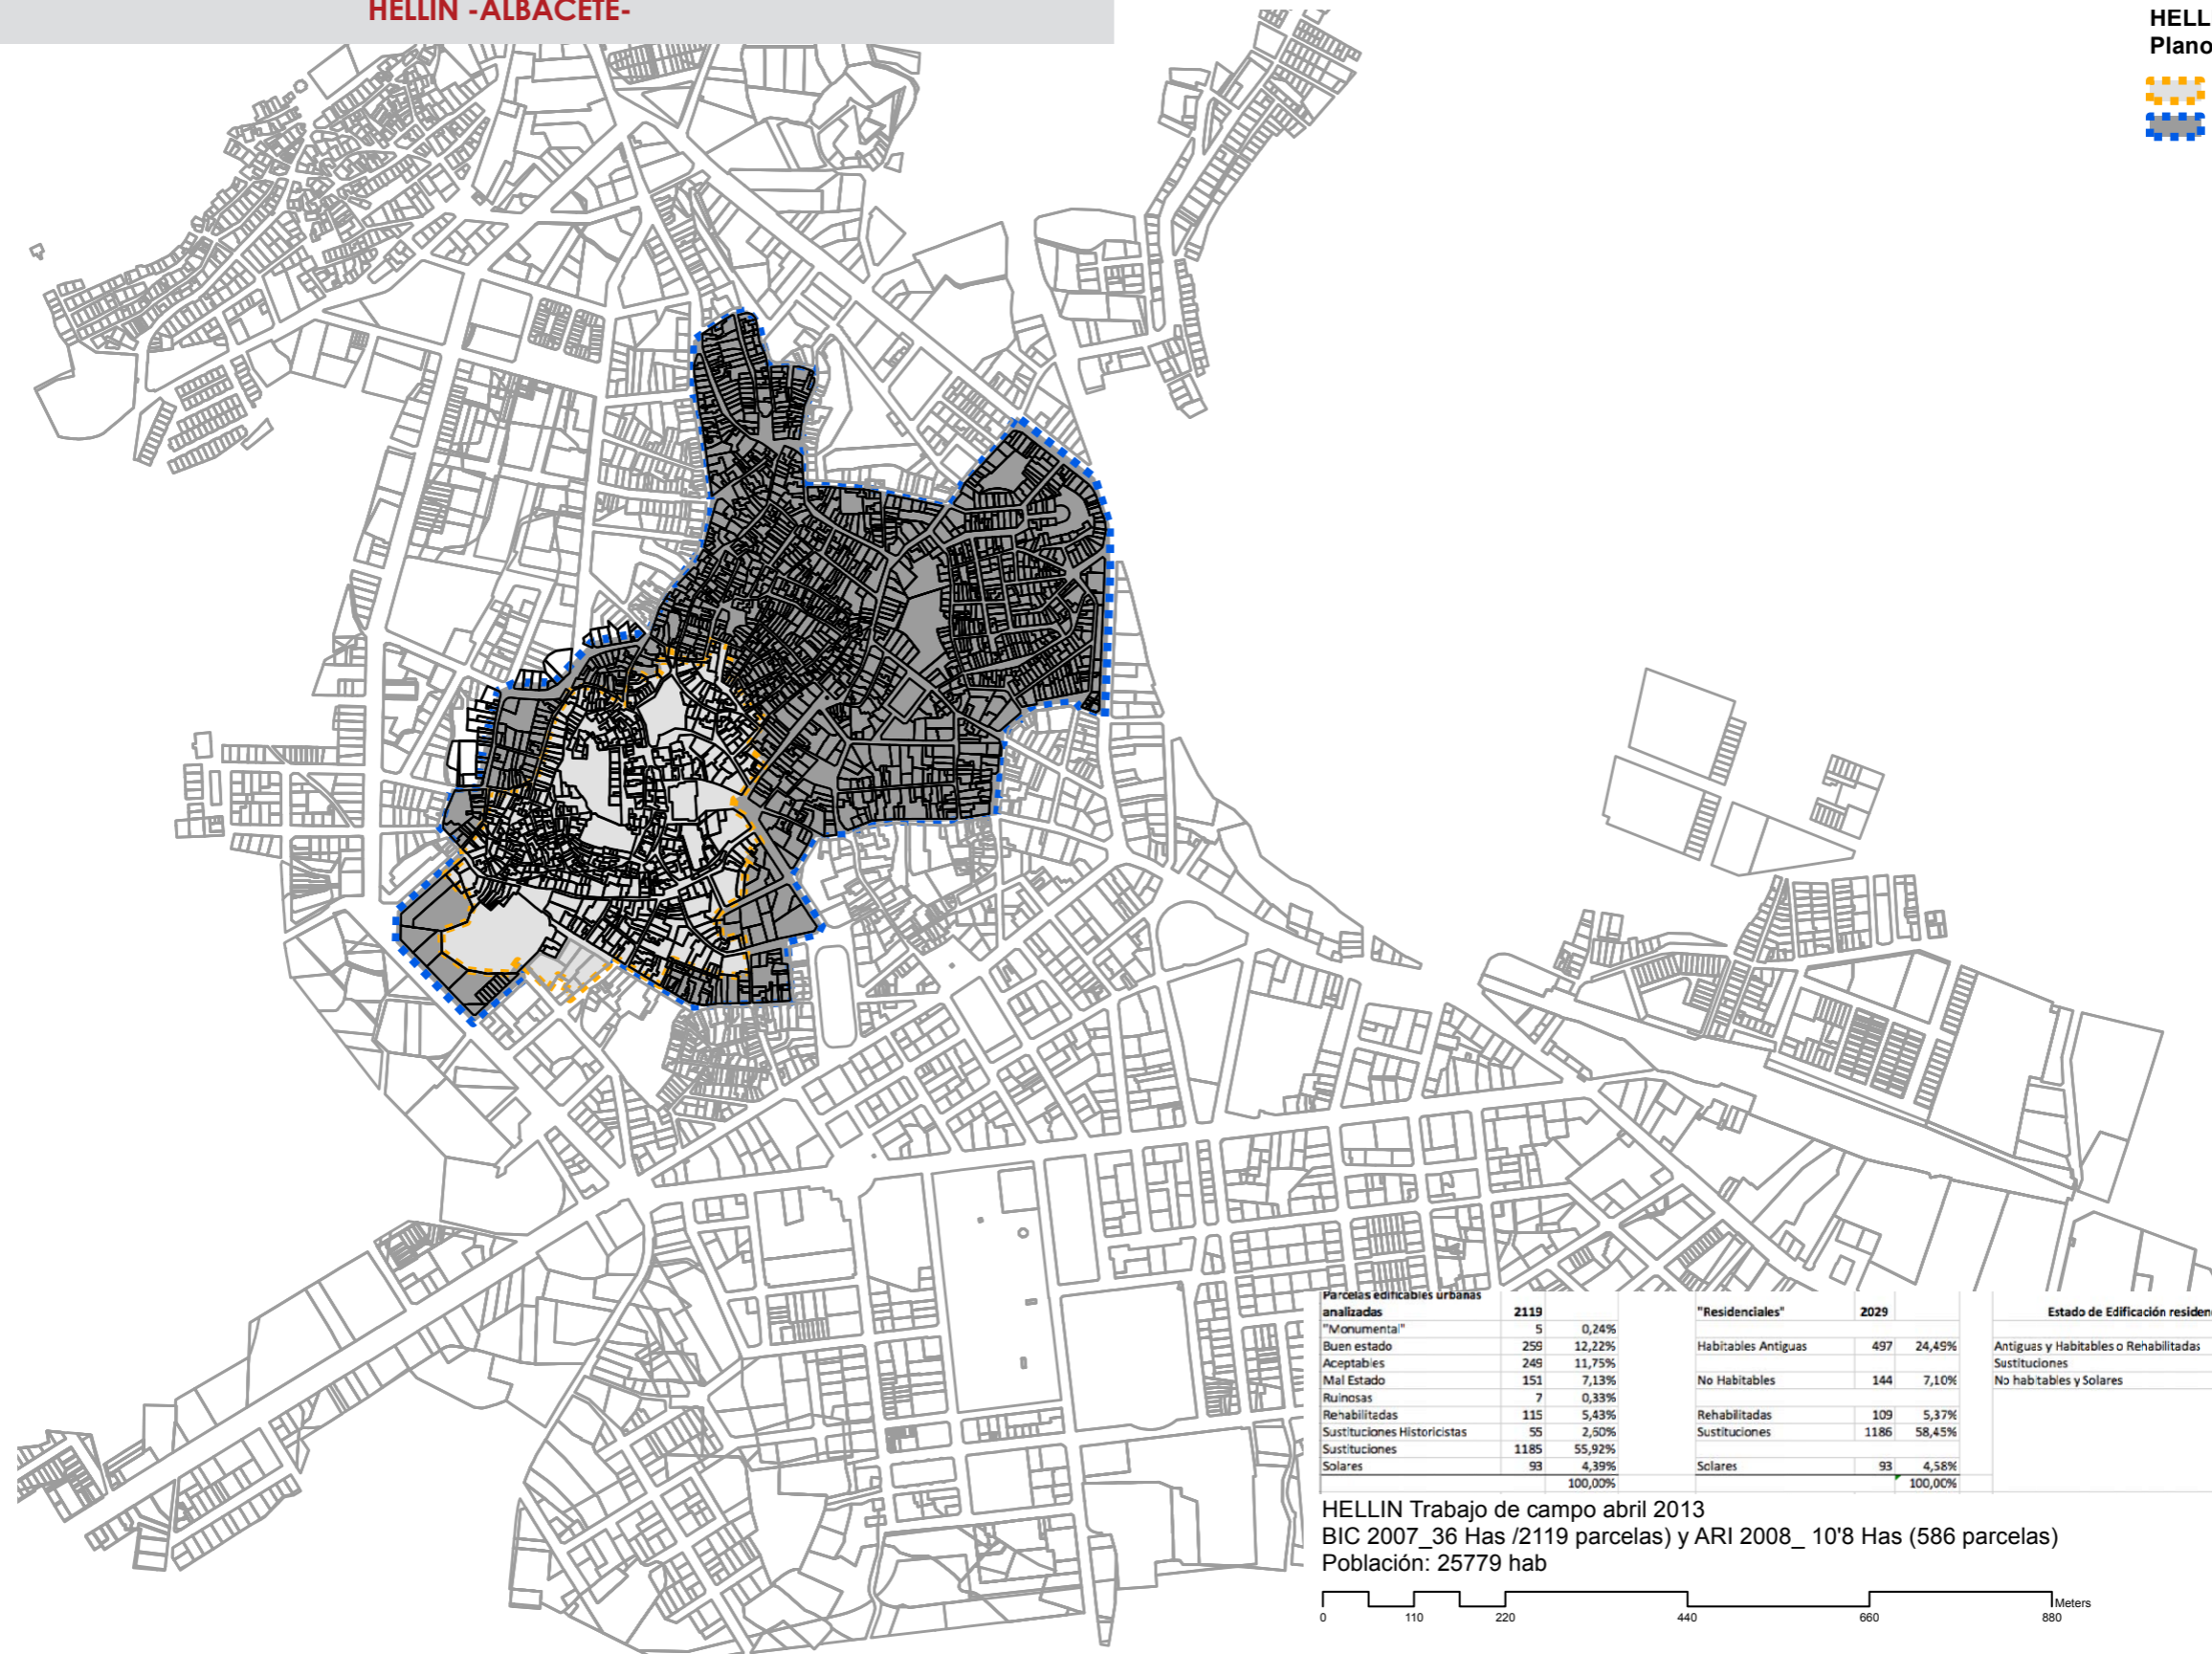 HELLIN -ALBACETE-
HELL
Plano
Parcelas edificables urbanas
analizadas 2119 "Residenciales" 2029 Estado de Edificación residen
"Monumental" 5 0,24%
Buen estado 259 12,22% Habitables Antiguas 497 24,49% Antiguas y Habitables o Rehabilitadas
Aceptables 249 11,75% Sustituciones
Mal Estado 151 7,13% No Habitables 144 7,10% No habitables y Solares
Ruinosas 7 0,33%
Rehabilitadas 115 5,43% Rehabilitadas 109 5,37%
Sustituciones Historicistas 55 2,60% Sustituciones 1186 58,45%
Sustituciones 1185 55,92%
Solares 93 4,39% Solares 93 4,58%
100,00% 100,00%
HELLIN Trabajo de campo abril 2013
BIC 2007_36 Has /2119 parcelas) y ARI 2008_ 10'8 Has (586 parcelas)
Población: 25779 hab
Meters
0 110 220 440 660 880